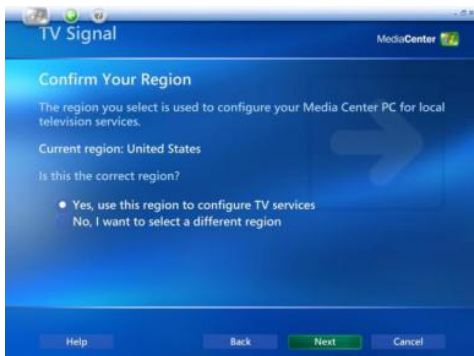 TV Signal
MediaCenter
Confirm Your Region
The region you select is used to configure your Media Center PC for local
television services.
Current region: United States
Is this the correct region?
Yes, use this region to configure TV services
No, I want to select a different region
Help
Back
Next
Cancel